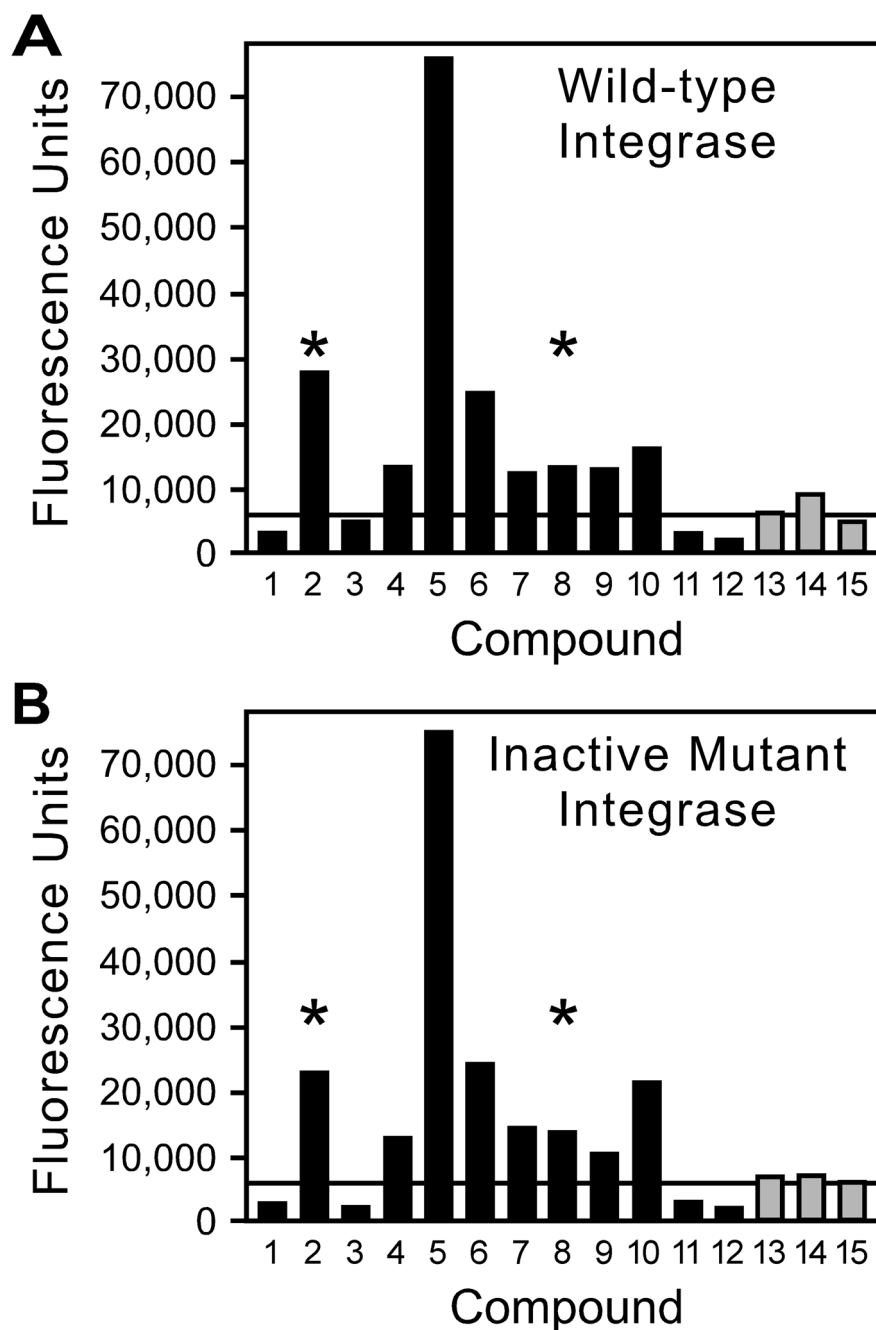 A
Fluorescence Units
70,000
60,000
50,000
40,000
30,000
20,000
10,000
0
Wild-type
Integrase
* *
1 2 3 4 5 6 7 8 9 10 11 12 13 14 15
Compound
B
Fluorescence Units
70,000
60,000
50,000
40,000
30,000
20,000
10,000
0
Inactive Mutant
Integrase
* *
1 2 3 4 5 6 7 8 9 10 11 12 13 14 15
Compound